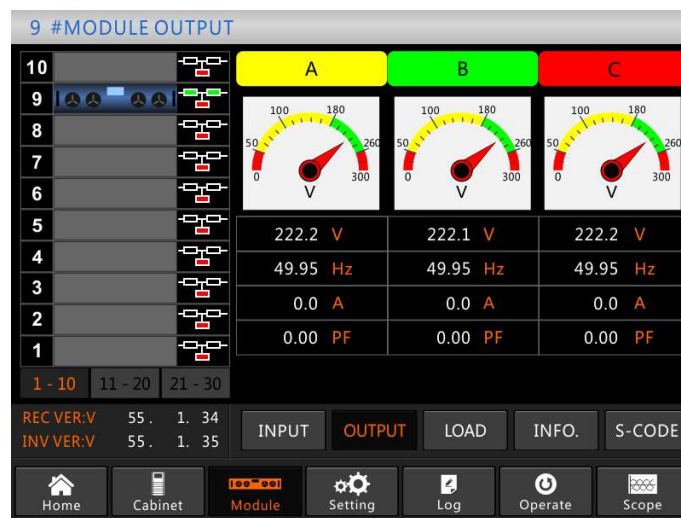 9 #MODULE OUTPUT
10
9
8
7
6
5
4
3
2
1
1 - 10 11 - 20 21 - 30
REC VER:V 55. 1. 34
INV VER:V 55. 1. 35
A B C
0 50 100 180 260 300 V
0 50 100 180 260 300 V
0 50 100 180 260 300 V
222.2 V 222.1 V 222.2 V
49.95 Hz 49.95 Hz 49.95 Hz
0.0 A 0.0 A 0.0 A
0.00 PF 0.00 PF 0.00 PF
INPUT OUTPUT LOAD INFO. S-CODE
Home Cabinet Module Setting Log Operate Scope